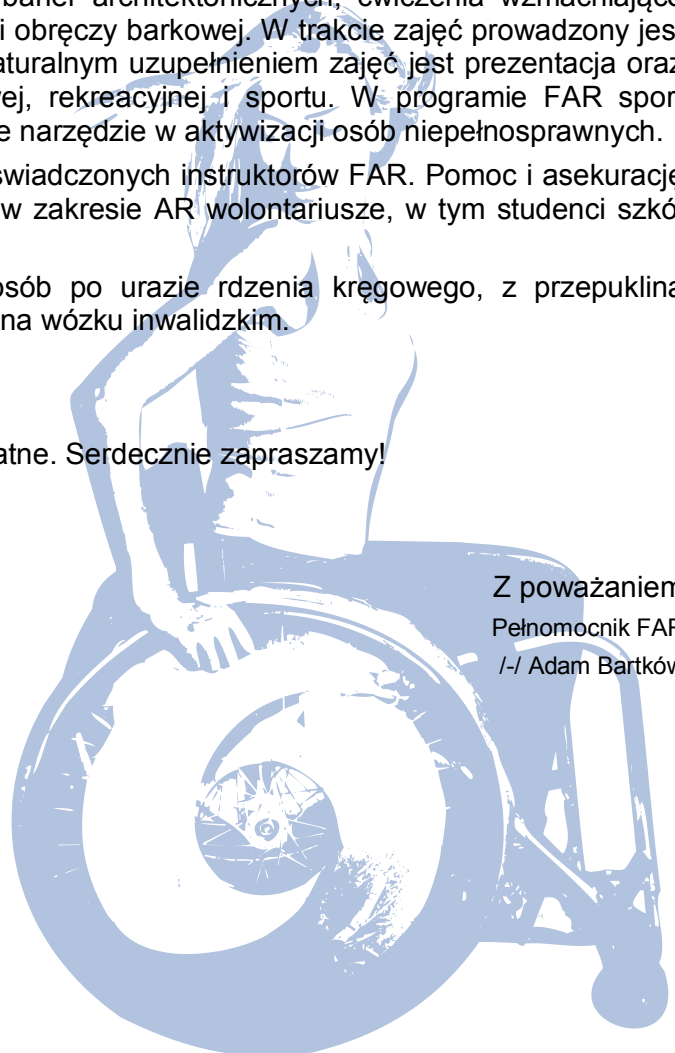 barier architektonicznych, ćwiczenia wzmacniające
i obręczy barkowej. W trakcie zajęć prowadzony jes
aturalnym uzupełnieniem zajęć jest prezentacja oraz
wej, rekreacyjnej i sportu. W programie FAR spor
e narzędzie w aktywizacji osób niepełnosprawnych.
świadczonych instruktorów FAR. Pomoc i asekurację
w zakresie AR wolontariusze, w tym studenci szkó
osób po urazie rdzenia kręgowego, z przepukliną
na wózku inwalidzkim.
atne. Serdecznie zapraszamy!
Z poważaniem
Pełnomocnik FAR
/-/ Adam Bartków